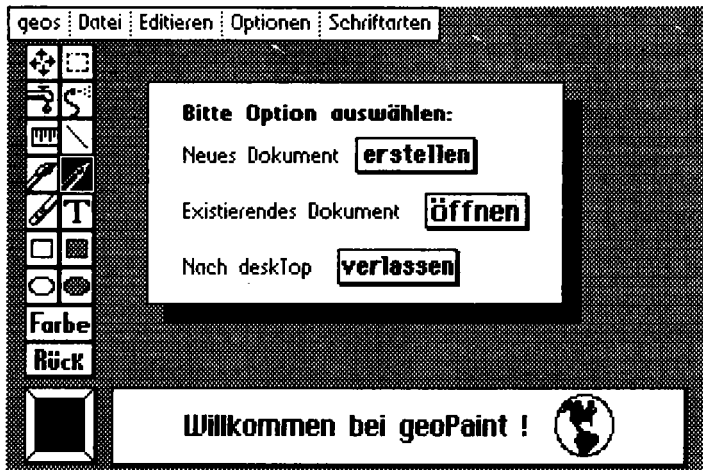 geos Datei Editieren Optionen Schriftarten
Bitte Option auswählen:
Neues Dokument erstellen
Existierendes Dokument öffnen
Nach deskTop verlassen
T
Farbe
Rück
Willkommen bei geoPaint !